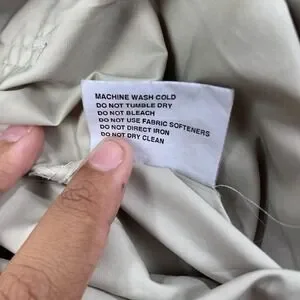 MACHINE WASH COLD
DO NOT TUMBLE DRY
DO NOT BLEACH
DO NOT USE FABRIC SOFTENERS
DO NOT DIRECT IRON
DO NOT DRY CLEAN